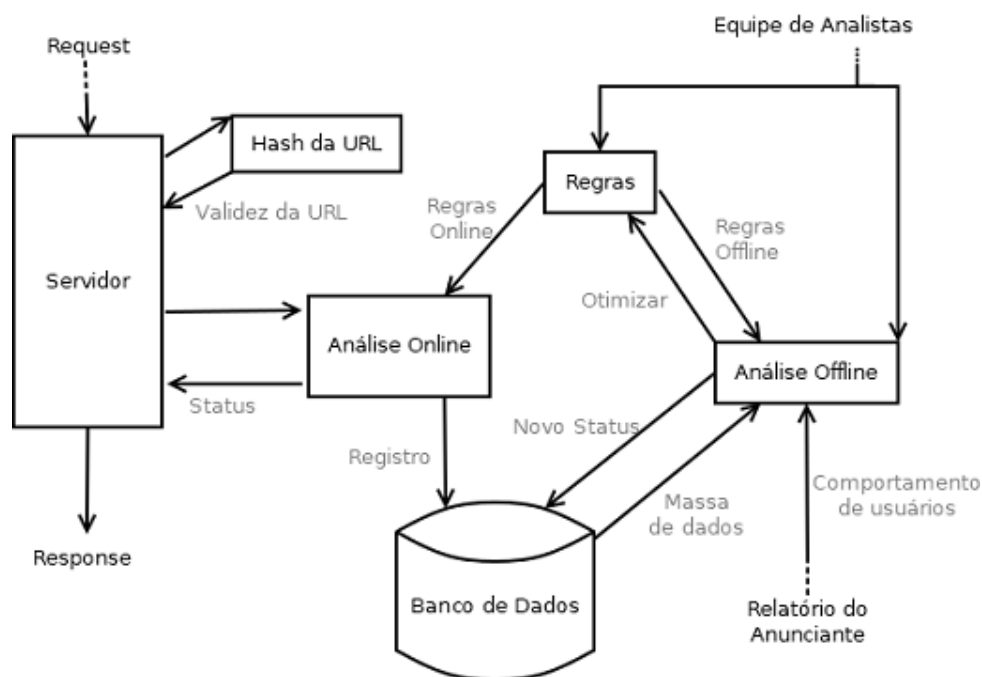 Equipe de Analistas
Request
Hash da URL
Regras
Validez da URL
Regras
Online
Regras
Offline
Servidor
Otimizar
Análise Online
Análise Offline
Status
Novo Status
Registro
Massa
de dados
Comportamento
de usuários
Response
Banco de Dados
Relatório do
Anunciante